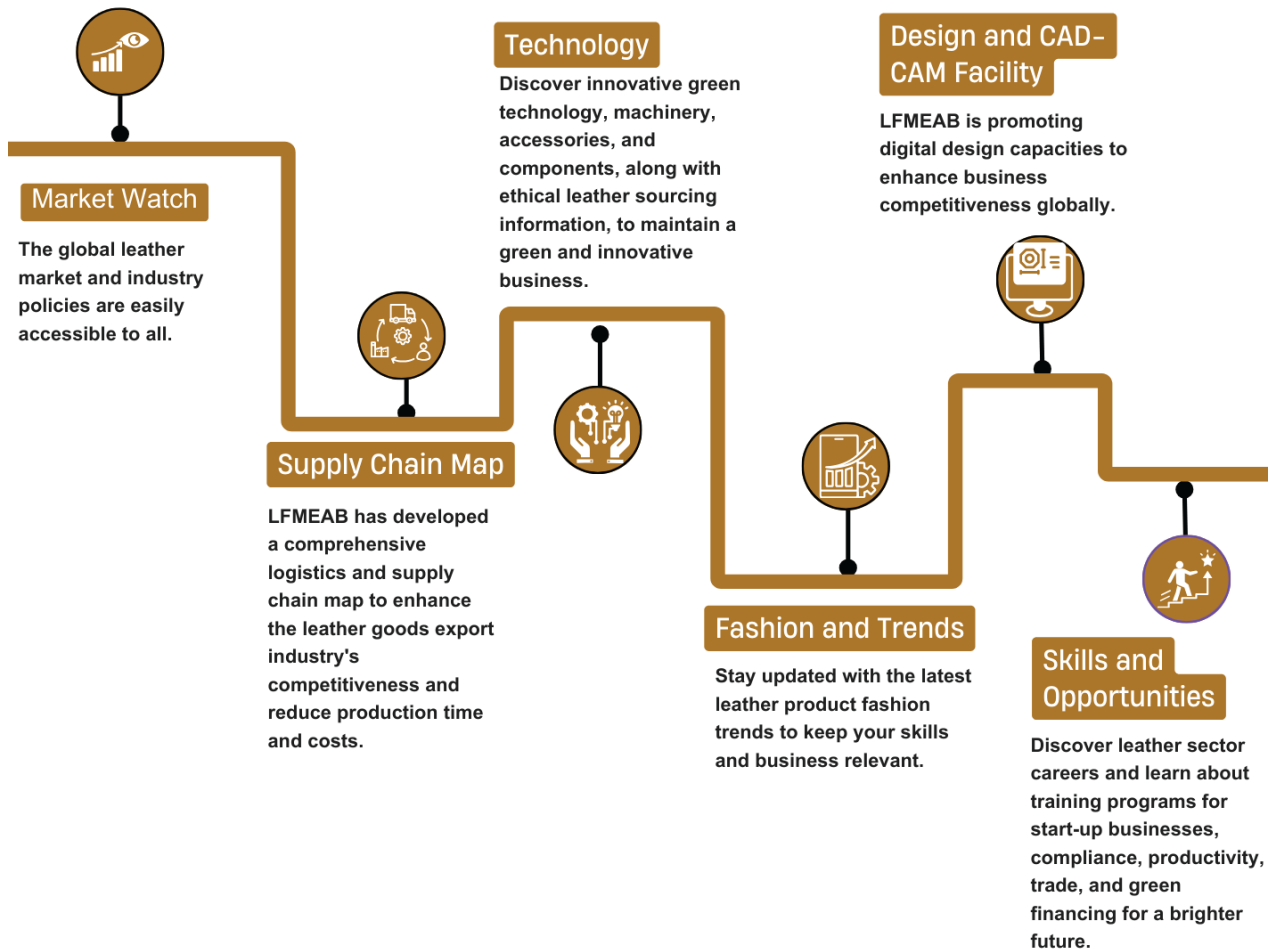 Market Watch
The global leather
market and industry
policies are easily
accessible to all.
Supply Chain Map
LFMEAB has developed
a comprehensive
logistics and supply
chain map to enhance
the leather goods export
industry's
competitiveness and
reduce production time
and costs.
Technology
Discover innovative green
technology, machinery,
accessories, and
components, along with
ethical leather sourcing
information, to maintain a
green and innovative
business.
Fashion and Trends
Stay updated with the latest
leather product fashion
trends to keep your skills
and business relevant.
Design and CAD-
CAM Facility
LFMEAB is promoting
digital design capacities to
enhance business
competitiveness globally.
Skills and
Opportunities
Discover leather sector
careers and learn about
training programs for
start-up businesses,
compliance, productivity,
trade, and green
financing for a brighter
future.